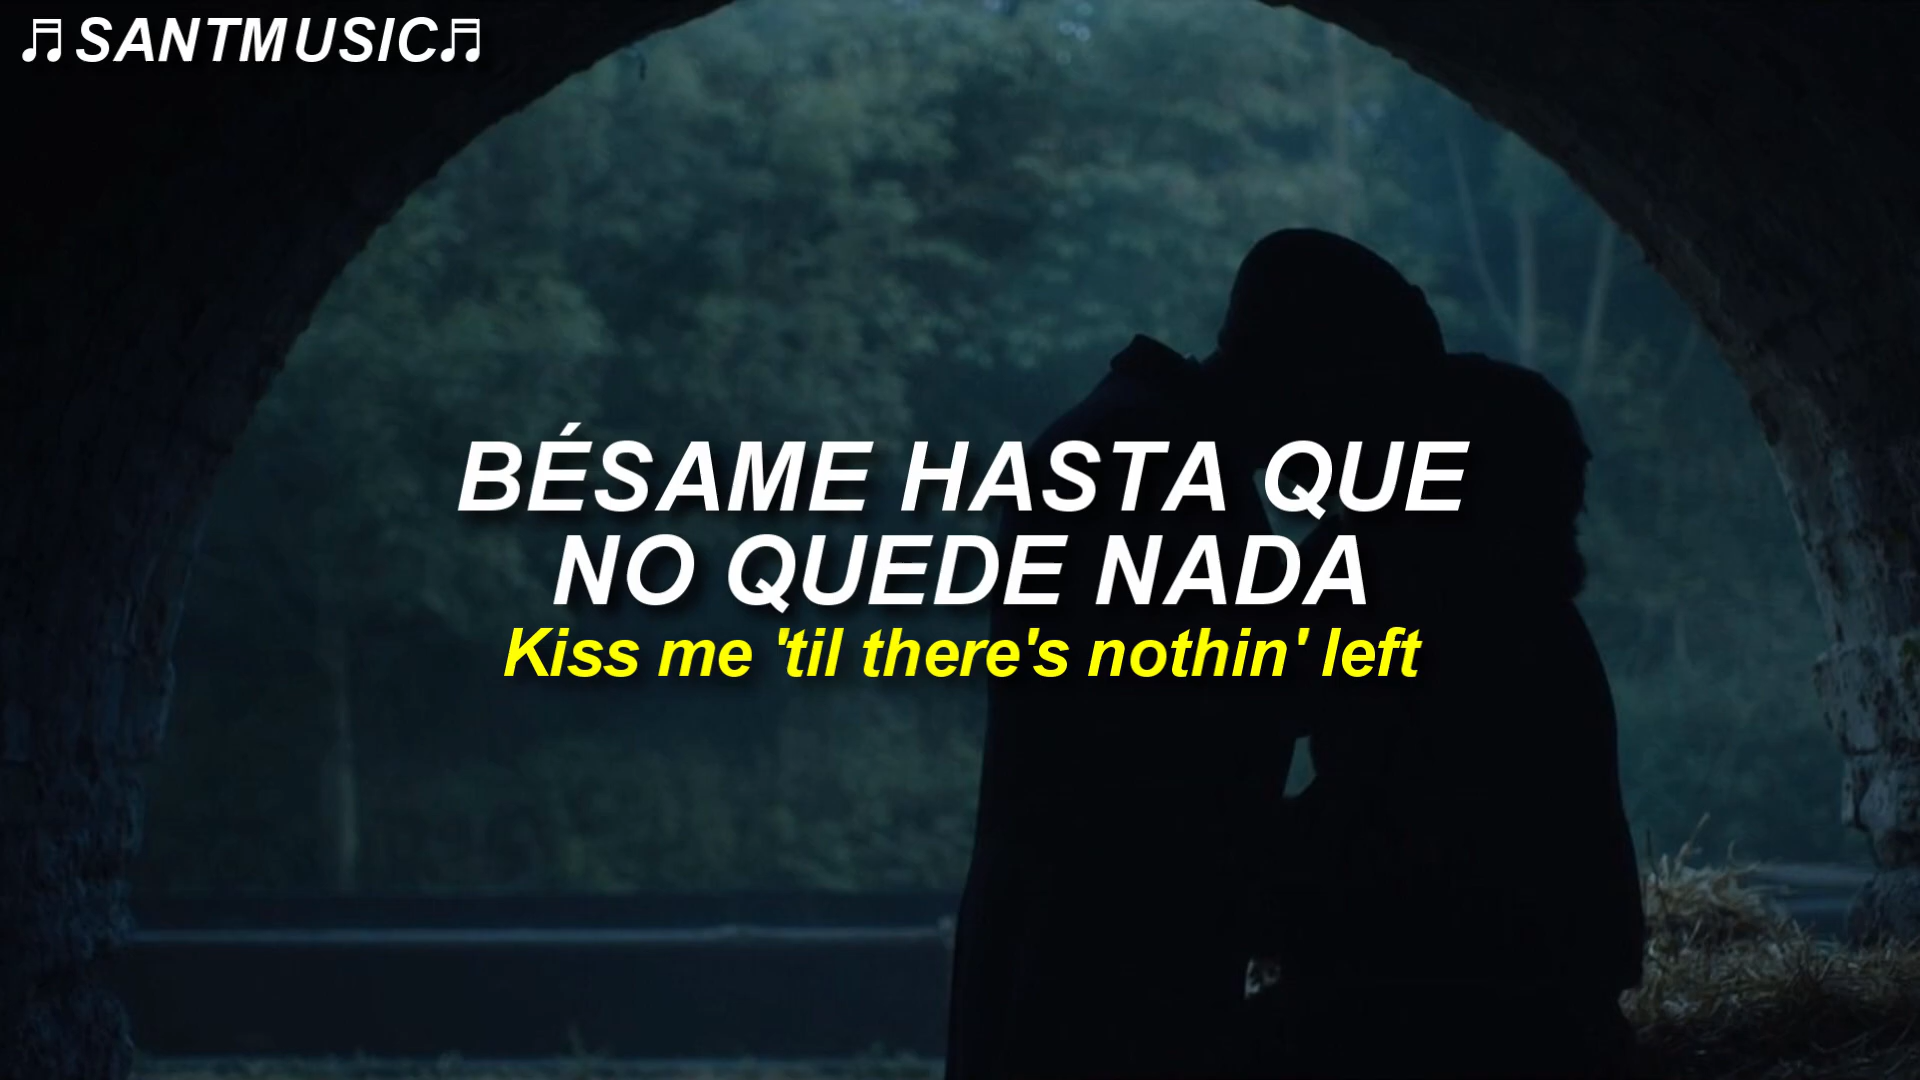 ♬SANTMUSIC♬
BÉSAME HASTA QUE
NO QUEDE NADA
Kiss me 'til there's nothin' left